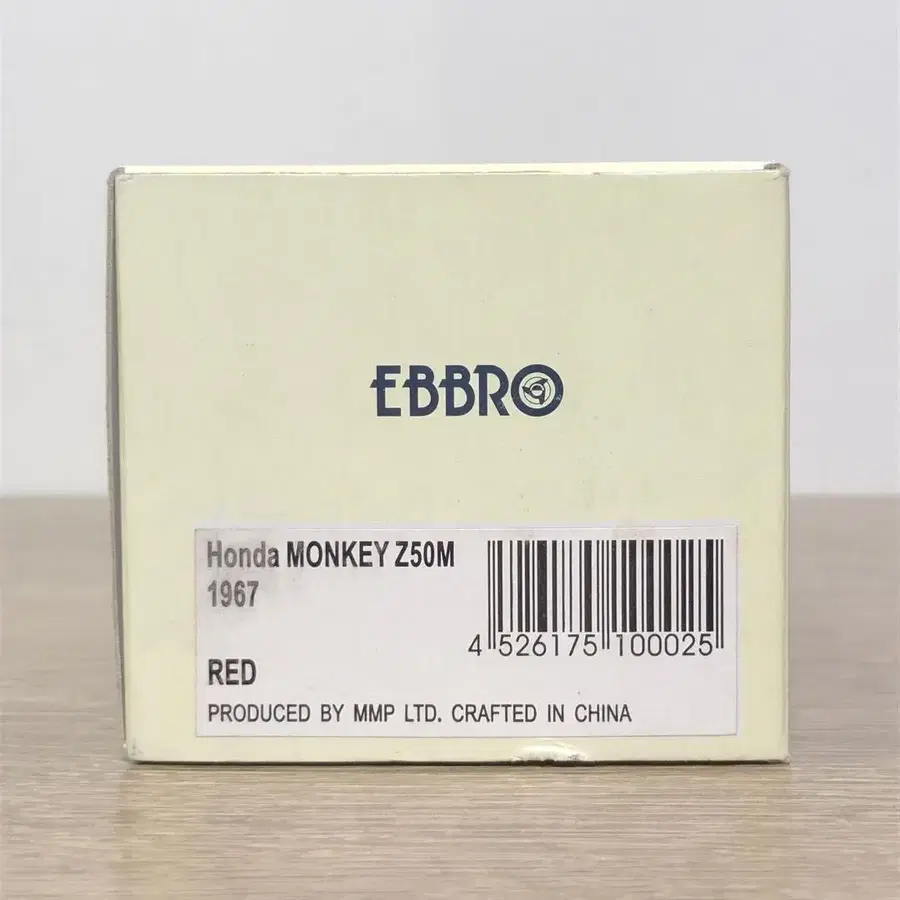 EBBRO
Honda MONKEY Z50M
1967
4 526175 100025
RED
PRODUCED BY MMP LTD. CRAFTED IN CHINA